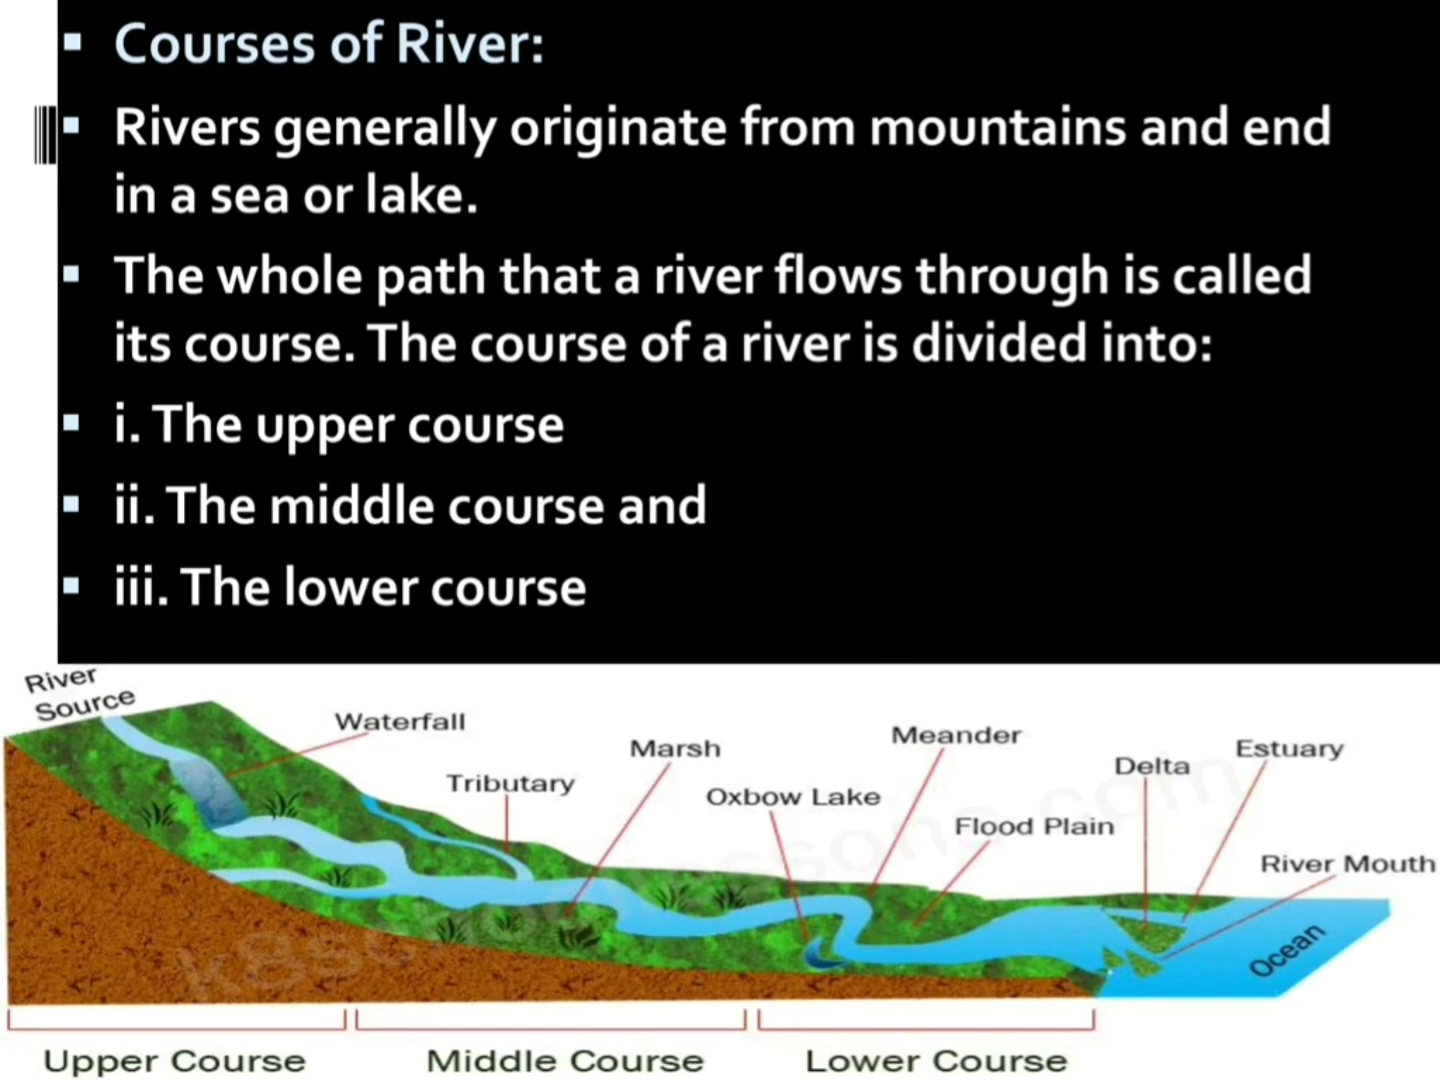 Courses of River:
Rivers generally originate from mountains and end
in a sea or lake.
The whole path that a river flows through is called
its course. The course of a river is divided into:
i. The upper course
ii. The middle course and
iii. The lower course
River
Source
Waterfall
Tributary
Marsh
Oxbow Lake
Meander
Flood Plain
Delta
Estuary
River Mouth
Ocean
Upper Course
Middle Course
Lower Course